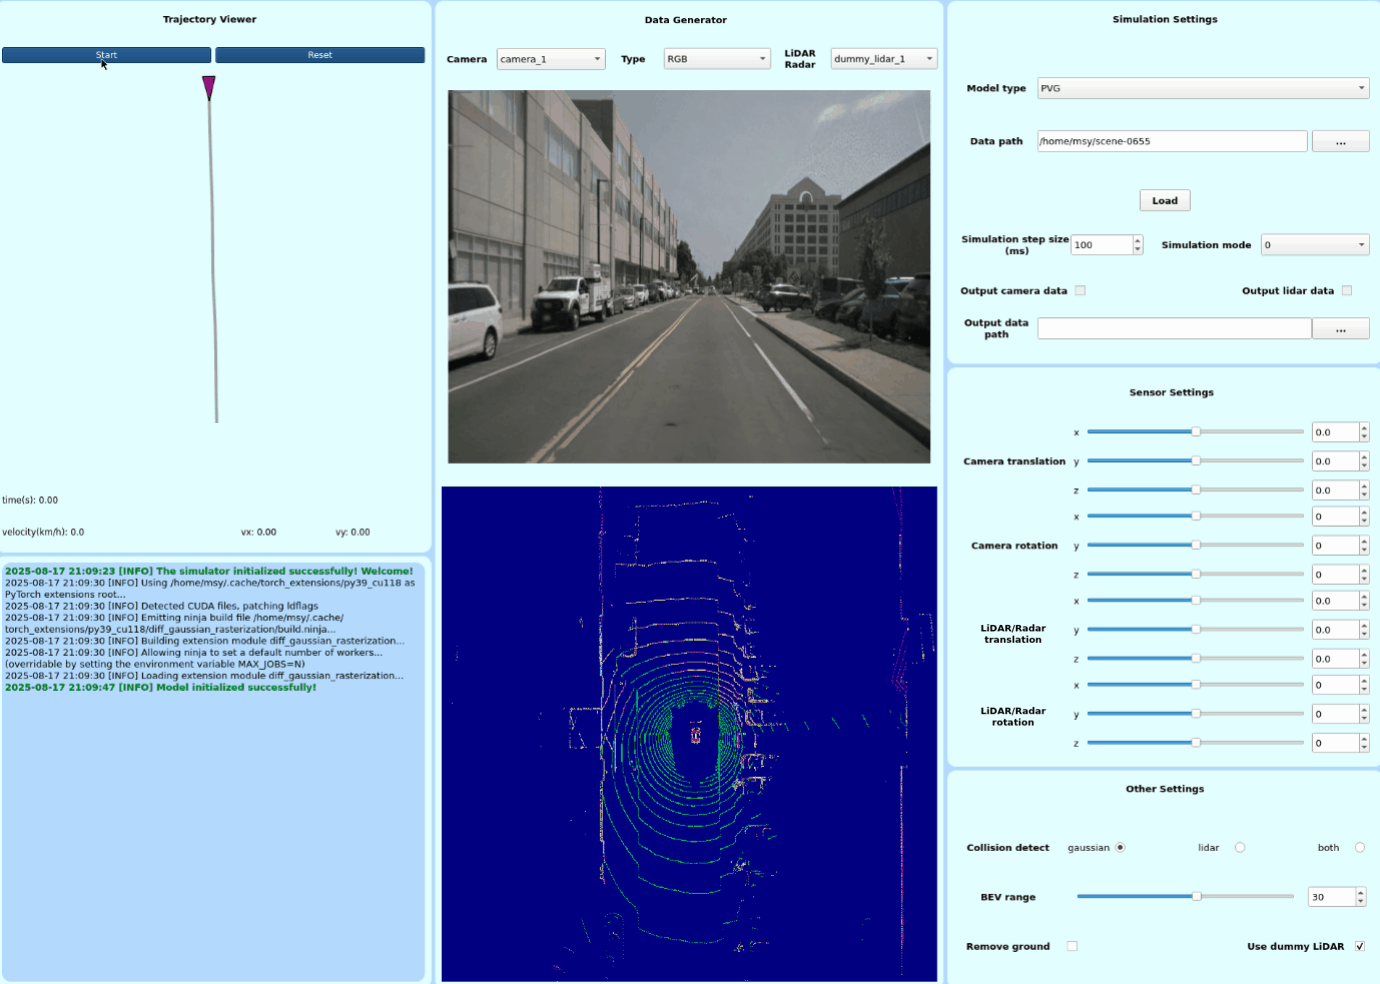 Trajectory Viewer
Start
Reset
time(s): 0.00
velocity(km/h): 0.0
vx: 0.00
vy: 0.00
2025-08-17 21:09:23 [INFO] The simulator initialized successfully! Welcome!
2025-08-17 21:09:30 [INFO] Using /home/msy/.cache/torch_extensions/py39_cu118 as
PyTorch extensions root...
2025-08-17 21:09:30 [INFO] Detected CUDA files, patching ldflags
2025-08-17 21:09:30 [INFO] Emitting ninja build file /home/msy/.cache/
torch_extensions/py39_cu118/diff_gaussian_rasterization/build.ninja...
2025-08-17 21:09:30 [INFO] Building extension module diff_gaussian_rasterization...
2025-08-17 21:09:30 [INFO] Allowing ninja to set a default number of workers...
(overridable by setting the environment variable MAX_JOBS=N)
2025-08-17 21:09:30 [INFO] Loading extension module diff_gaussian_rasterization...
2025-08-17 21:09:47 [INFO] Model initialized successfully!
Data Generator
Camera
camera_1
Type
RGB
LiDAR
Radar
dummy_lidar_1
Simulation Settings
Model type
PVG
Data path
/home/msy/scene-0655
...
Load
Simulation step size
(ms)
100
Simulation mode
0
Output camera data
Output lidar data
Output data
path
...
Sensor Settings
x
0.0
Camera translation
y
0.0
z
0.0
x
0
Camera rotation
y
0
z
0
x
0.0
LiDAR/Radar
translation
y
0.0
z
0.0
x
0
LiDAR/Radar
rotation
y
0
z
0
Other Settings
Collision detect
gaussian
lidar
both
BEV range
30
Remove ground
Use dummy LiDAR